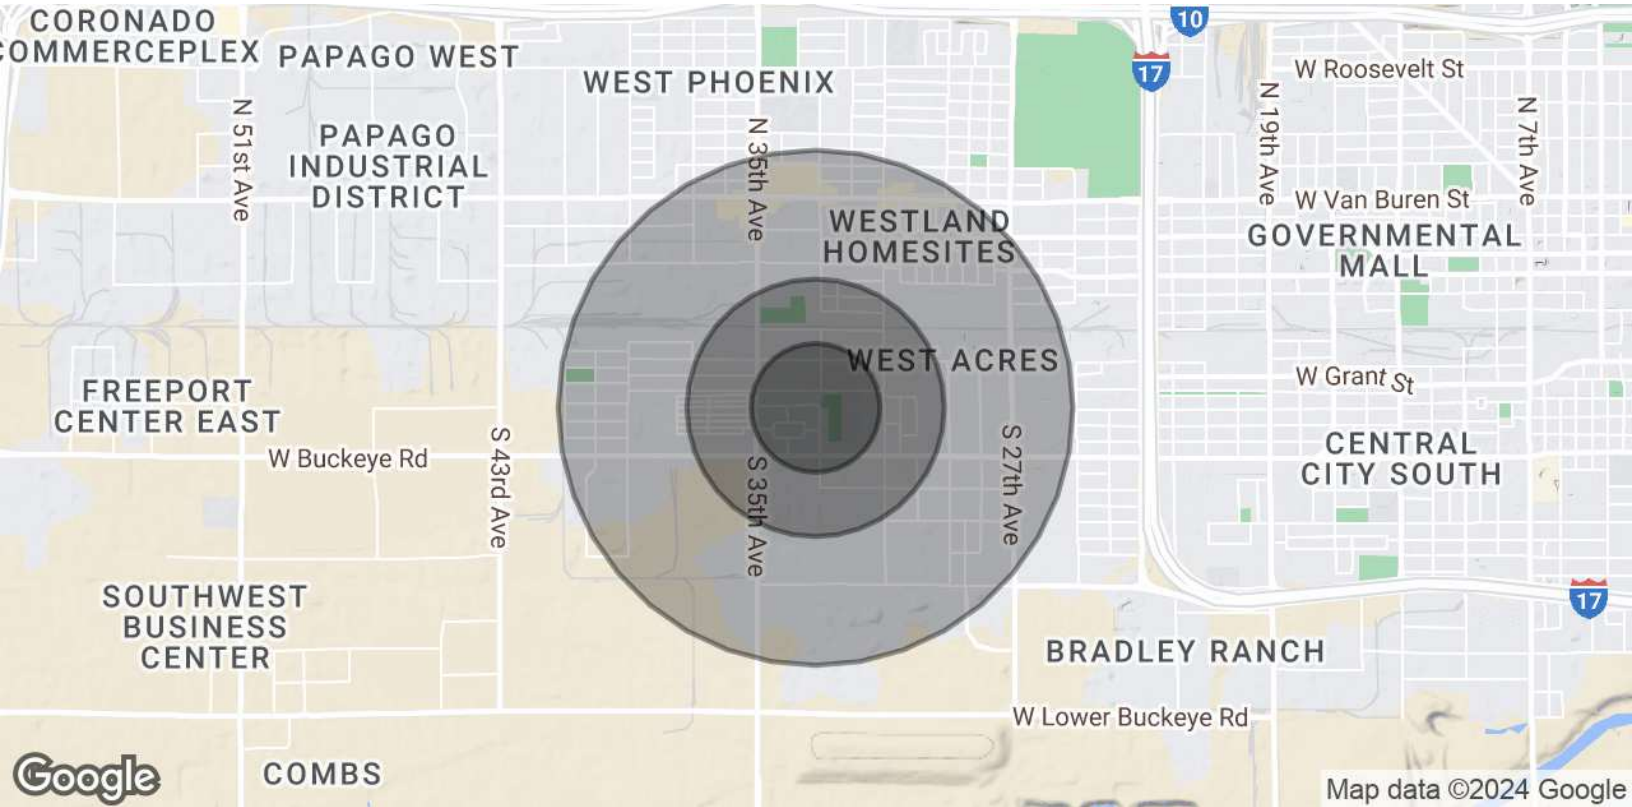 CORONADO
COMMERCEPLEX
PAPAGO WEST
WEST PHOENIX
10
17
W Roosevelt St
N 51st Ave
PAPAGO
INDUSTRIAL
DISTRICT
N 35th Ave
N 19th Ave
N 7th Ave
WESTLAND
HOMESITES
W Van Buren St
GOVERNMENTAL
MALL
WEST ACRES
FREEPORT
CENTER EAST
W Grant St
W Buckeye Rd
S 43rd Ave
S 35th Ave
S 27th Ave
CENTRAL
CITY SOUTH
SOUTHWEST
BUSINESS
CENTER
17
BRADLEY RANCH
W Lower Buckeye Rd
Google
COMBS
Map data ©2024 Google